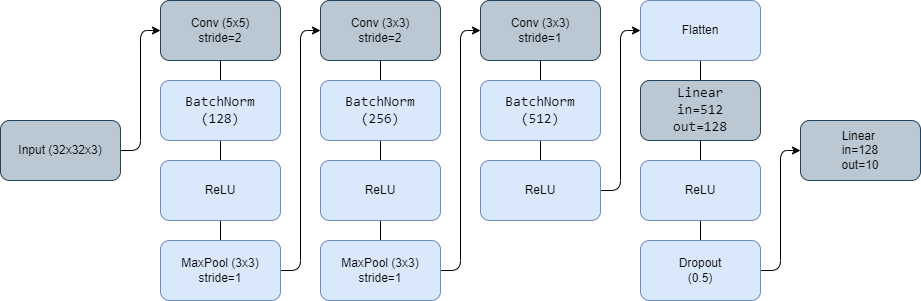 Input (32x32x3)
Conv (5x5)
stride=2
BatchNorm
(128)
ReLU
MaxPool (3x3)
stride=1
Conv (3x3)
stride=2
BatchNorm
(256)
ReLU
MaxPool (3x3)
stride=1
Conv (3x3)
stride=1
BatchNorm
(512)
ReLU
Flatten
Linear
in=512
out=128
ReLU
Dropout
(0.5)
Linear
in=128
out=10